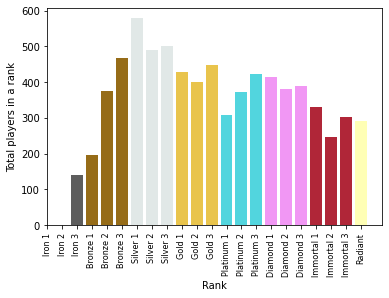 Total players in a rank
600
500
400
300
200
100
0
Iron 1
Iron 2
Iron 3
Bronze 1
Bronze 2
Bronze 3
Silver 1
Silver 2
Silver 3
Gold 1
Gold 2
Gold 3
Platinum 1
Platinum 2
Platinum 3
Diamond 1
Diamond 2
Diamond 3
Immortal 1
Immortal 2
Immortal 3
Radiant
Rank